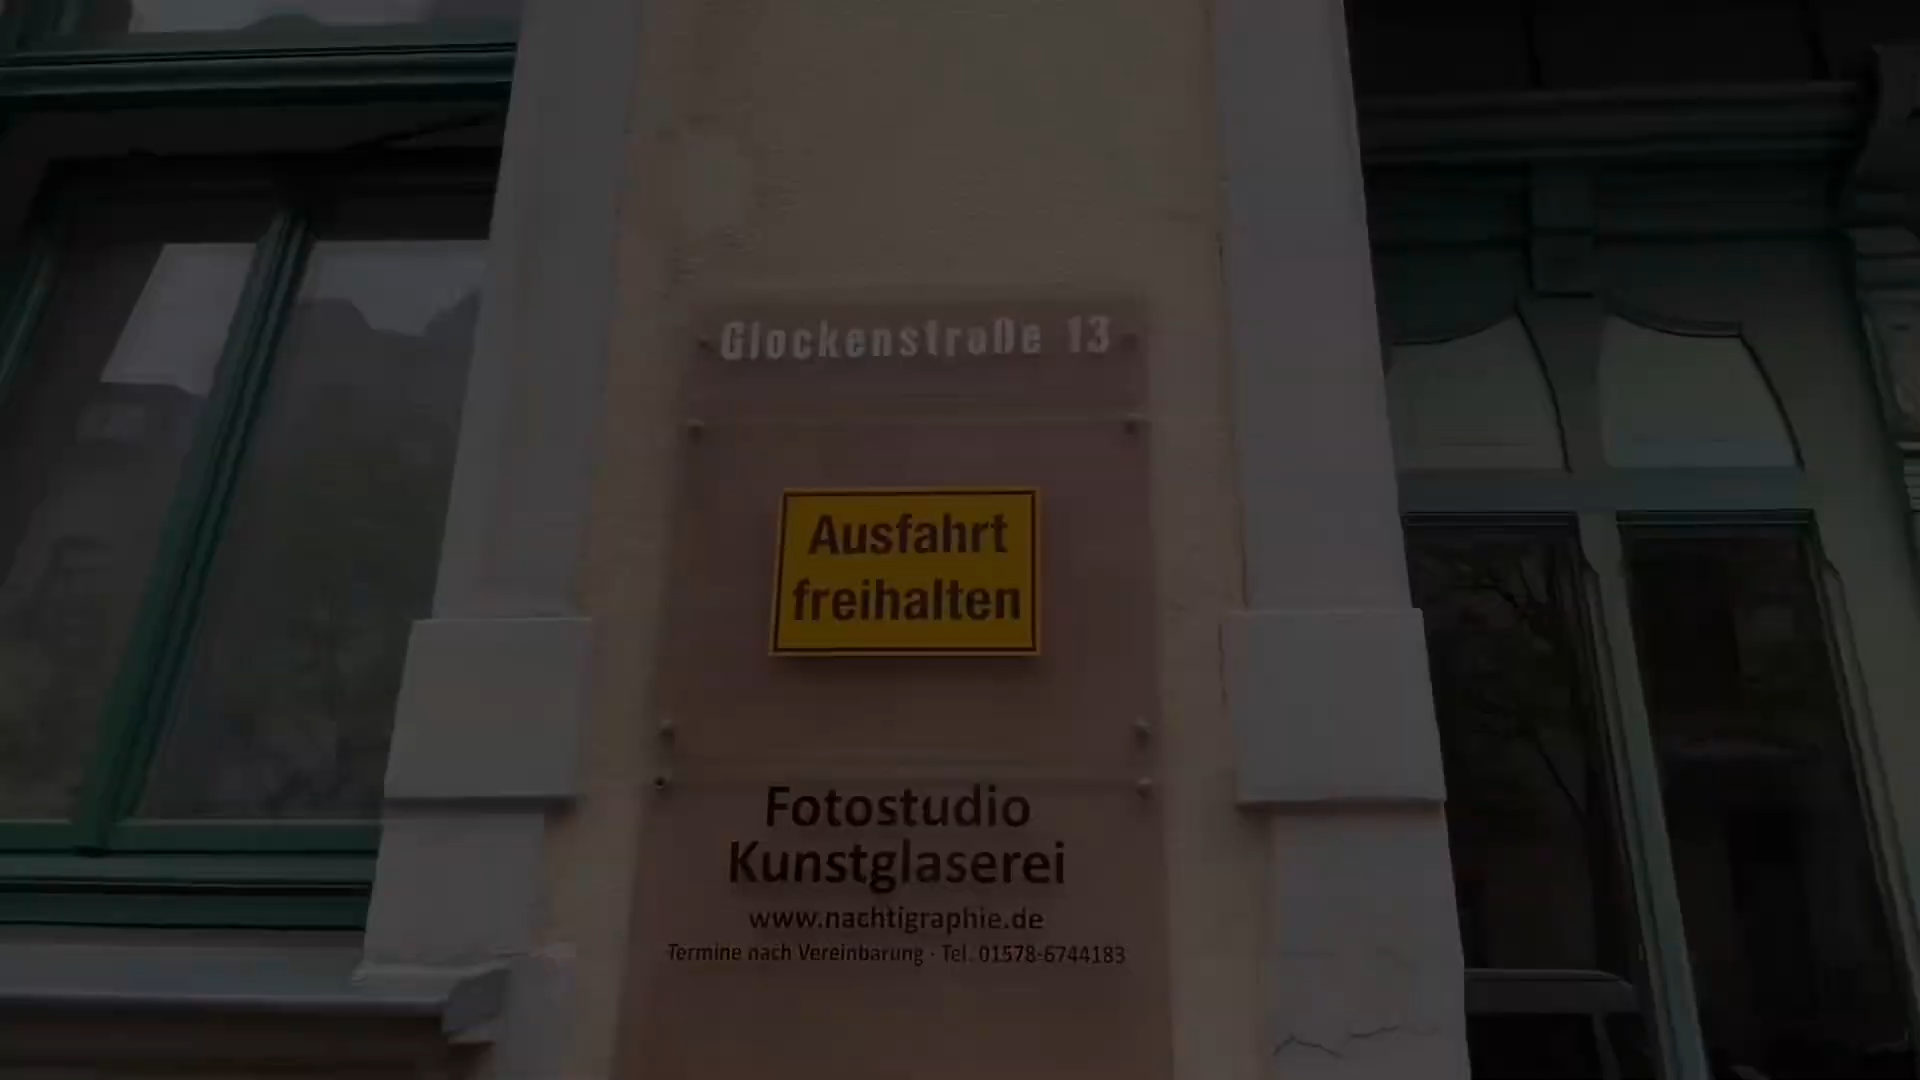 Glockenstraße 13
Ausfahrt
freihalten
Fotostudio
Kunstglaserei
www.nachtigraphie.de
Termine nach Vereinbarung · Tel. 01578-6744183